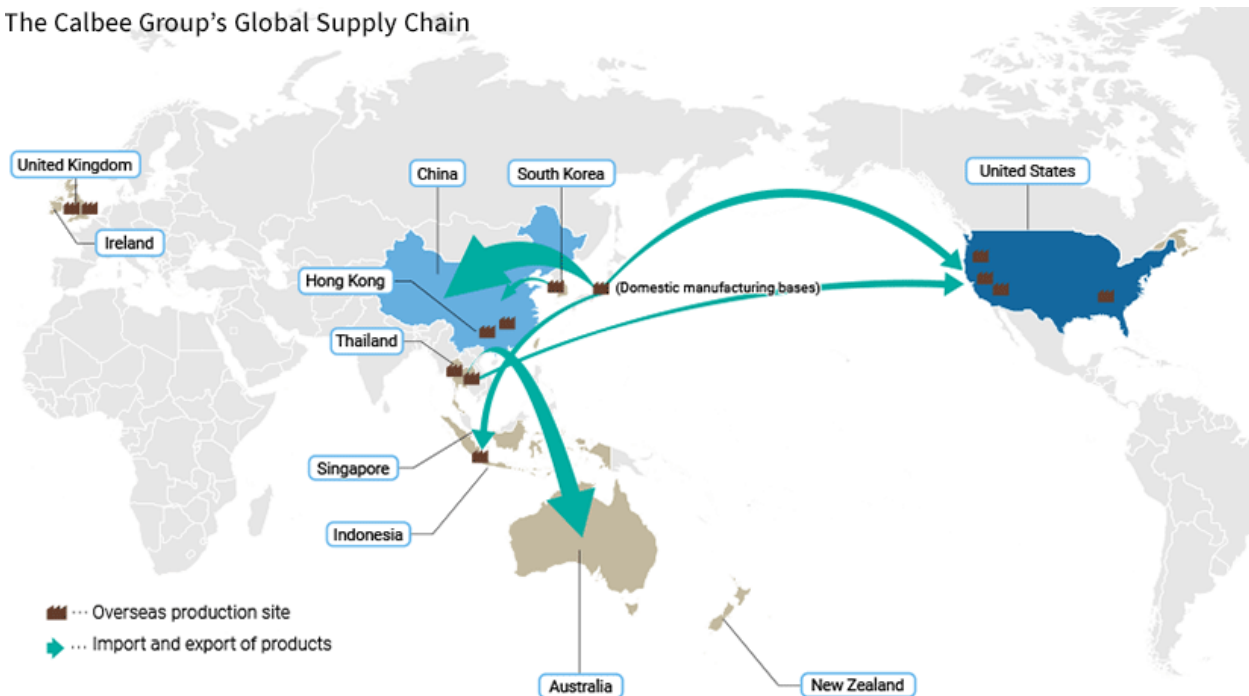 The Calbee Group's Global Supply Chain
United Kingdom
China
South Korea
United States
Ireland
Hong Kong
(Domestic manufacturing bases)
Thailand
Singapore
Indonesia
··· Overseas production site
··· Import and export of products
Australia
New Zealand